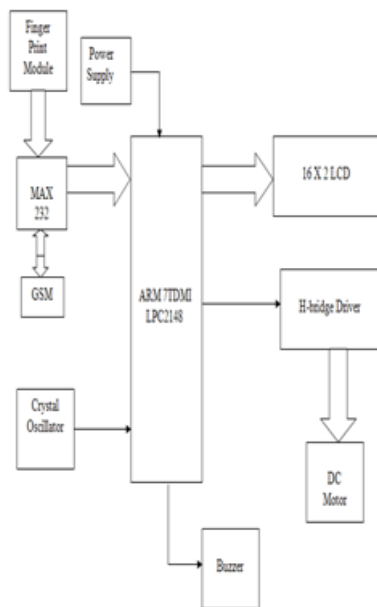 Finger
Print
Module
Power
Supply
MAX
232
16 X 2 LCD
GSM
ARM 7TDMI
LPC2148
H-bridge Driver
Crystal
Oscillator
DC
Motor
Buzzer